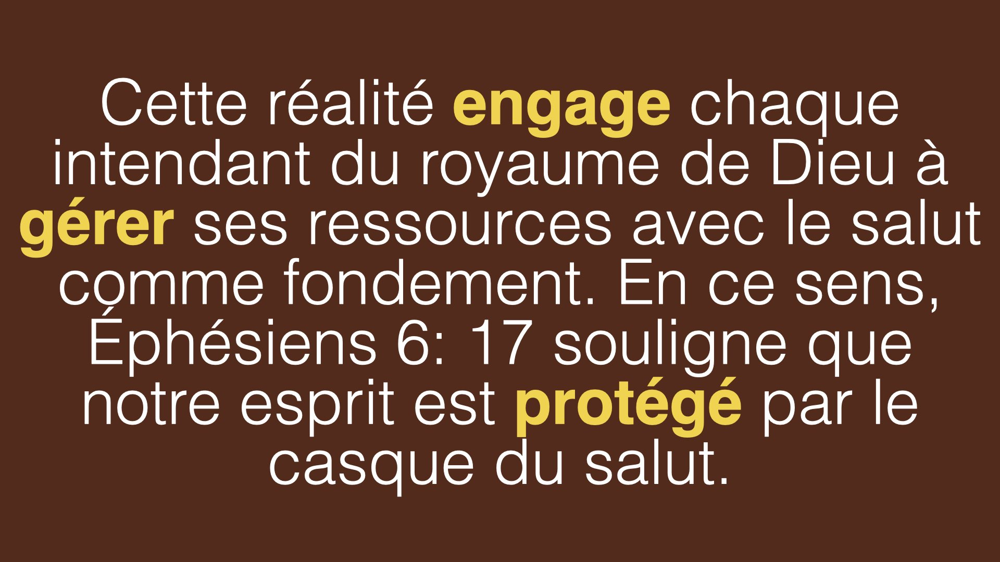 Cette réalité engage chaque
intendant du royaume de Dieu à
gérer ses ressources avec le salut
comme fondement. En ce sens,
Éphésiens 6: 17 souligne que
notre esprit est protégé par le
casque du salut.